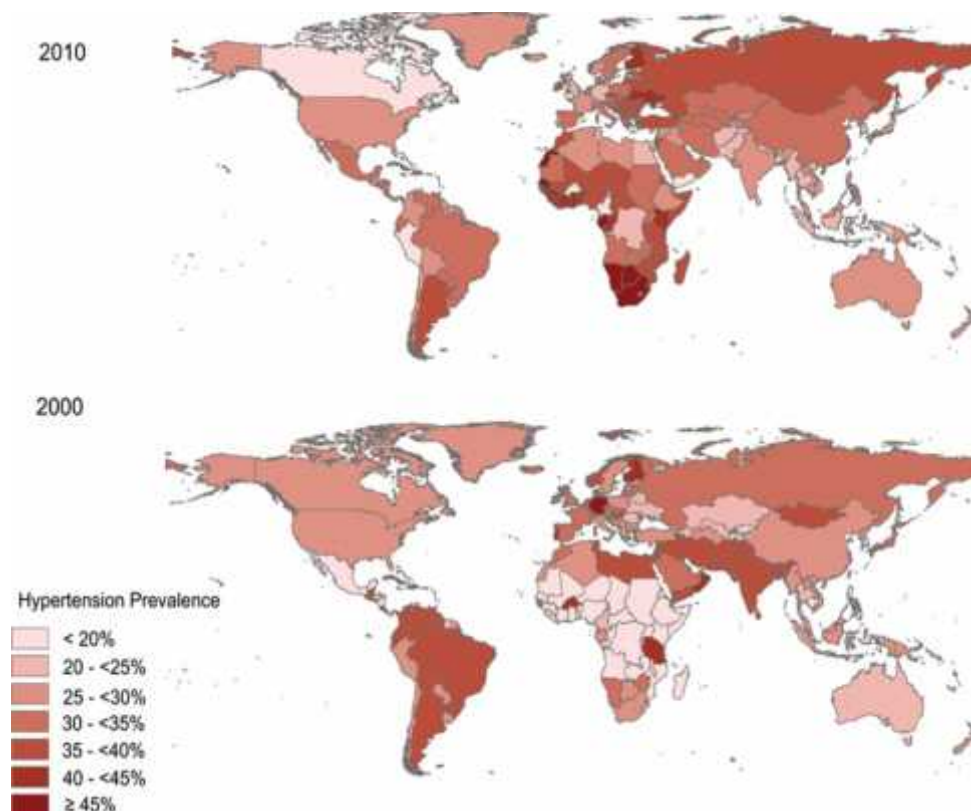 2010
2000
Hypertension Prevalence
< 20%
20 - <25%
25 - <30%
30 - <35%
35 - <40%
40 - <45%
≥ 45%